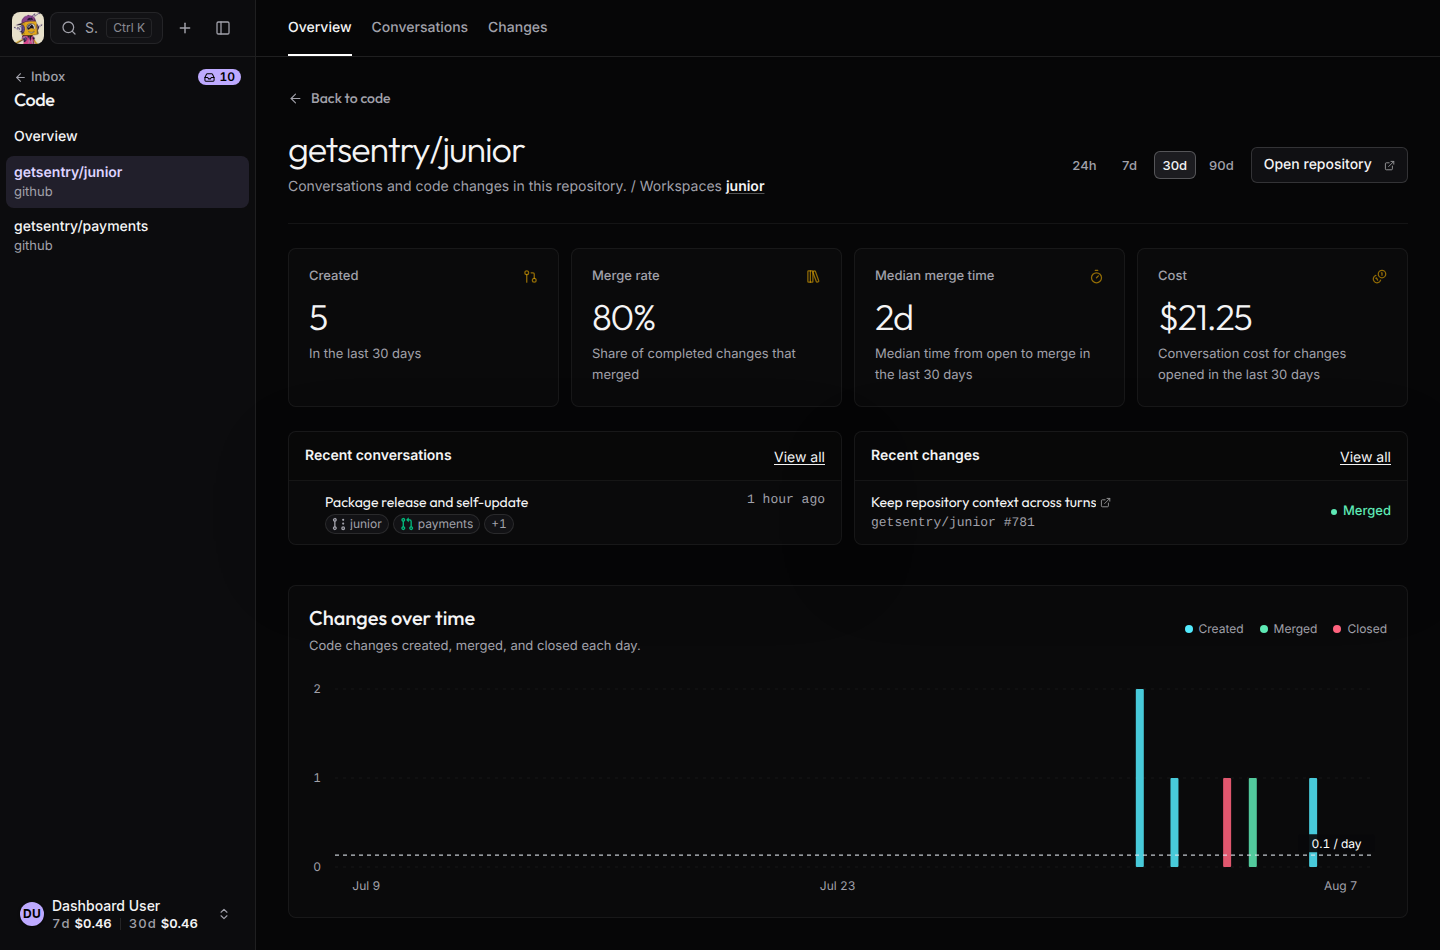 S. Ctrl K
Inbox 10
Code
Overview
getsentry/junior
github
getsentry/payments
github
DU Dashboard User
7d $0.46 30d $0.46
Overview Conversations Changes
Back to code
getsentry/junior
Conversations and code changes in this repository. / Workspaces junior
24h 7d 30d 90d Open repository
Created
5
In the last 30 days
Merge rate
80%
Share of completed changes that
merged
Median merge time
2d
Median time from open to merge in
the last 30 days
Cost
$21.25
Conversation cost for changes
opened in the last 30 days
Recent conversations View all
Package release and self-update 1 hour ago
junior payments +1
Recent changes View all
Keep repository context across turns
getsentry/junior #781
Merged
Changes over time
Code changes created, merged, and closed each day.
Created Merged Closed
2
1
0
0.1 / day
Jul 9 Jul 23 Aug 7